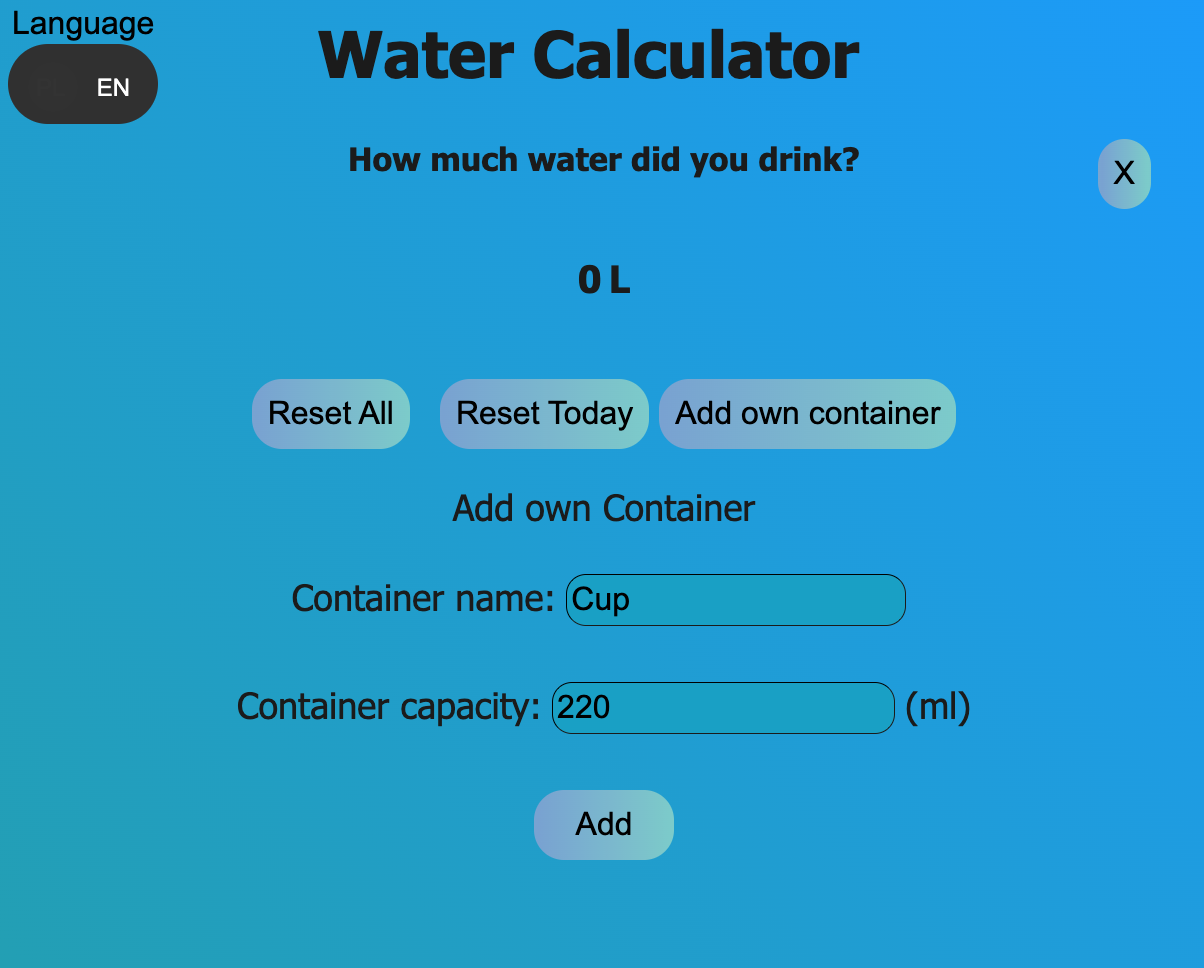 Language
EN
Water Calculator
How much water did you drink?
X
0 L
Reset All Reset Today Add own container
Add own Container
Container name: Cup
Container capacity: 220 (ml)
Add